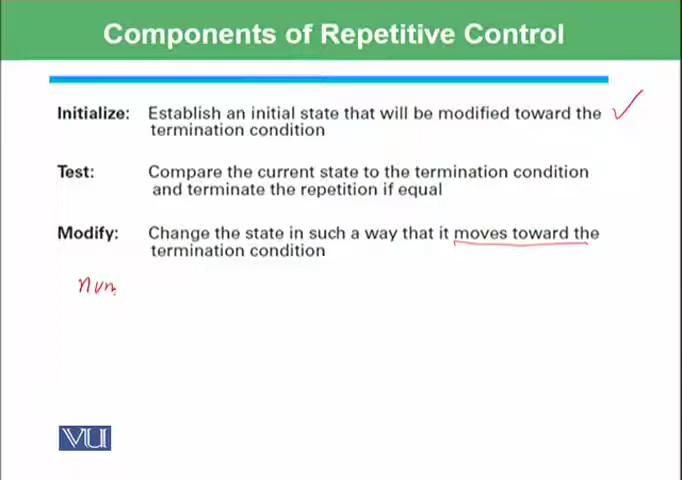 Components of Repetitive Control
Initialize: Establish an initial state that will be modified toward the
termination condition
Test: Compare the current state to the termination condition
and terminate the repetition if equal
Modify: Change the state in such a way that it moves toward the
termination condition
num
VU